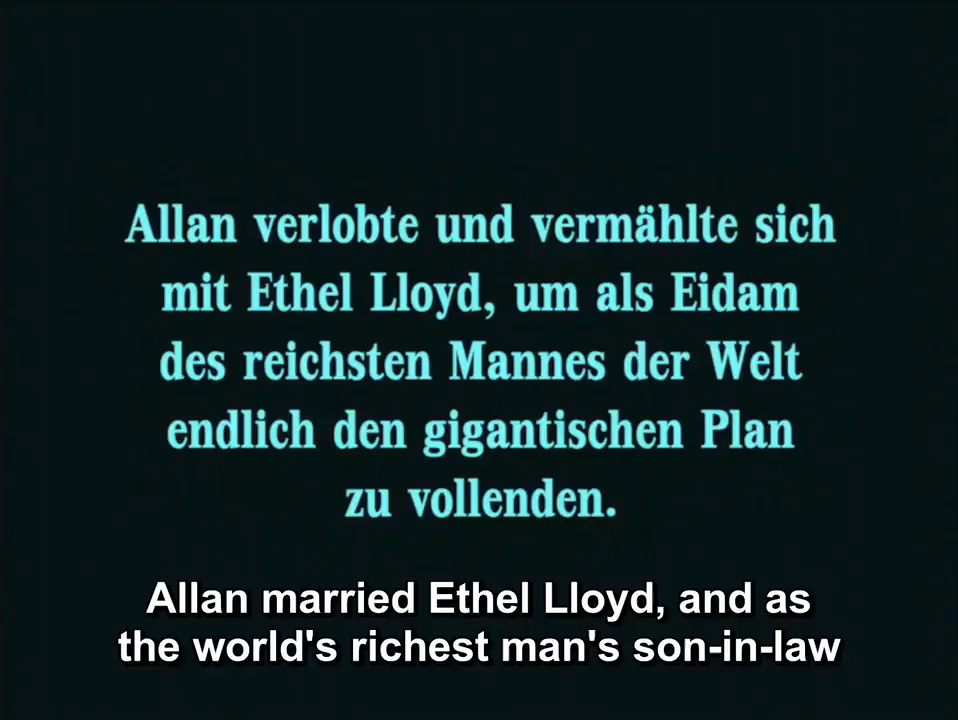 Allan verlobte und vermählte sich
mit Ethel Lloyd, um als Eidam
des reichsten Mannes der Welt
endlich den gigantischen Plan
zu vollenden.
Allan married Ethel Lloyd, and as
the world's richest man's son-in-law